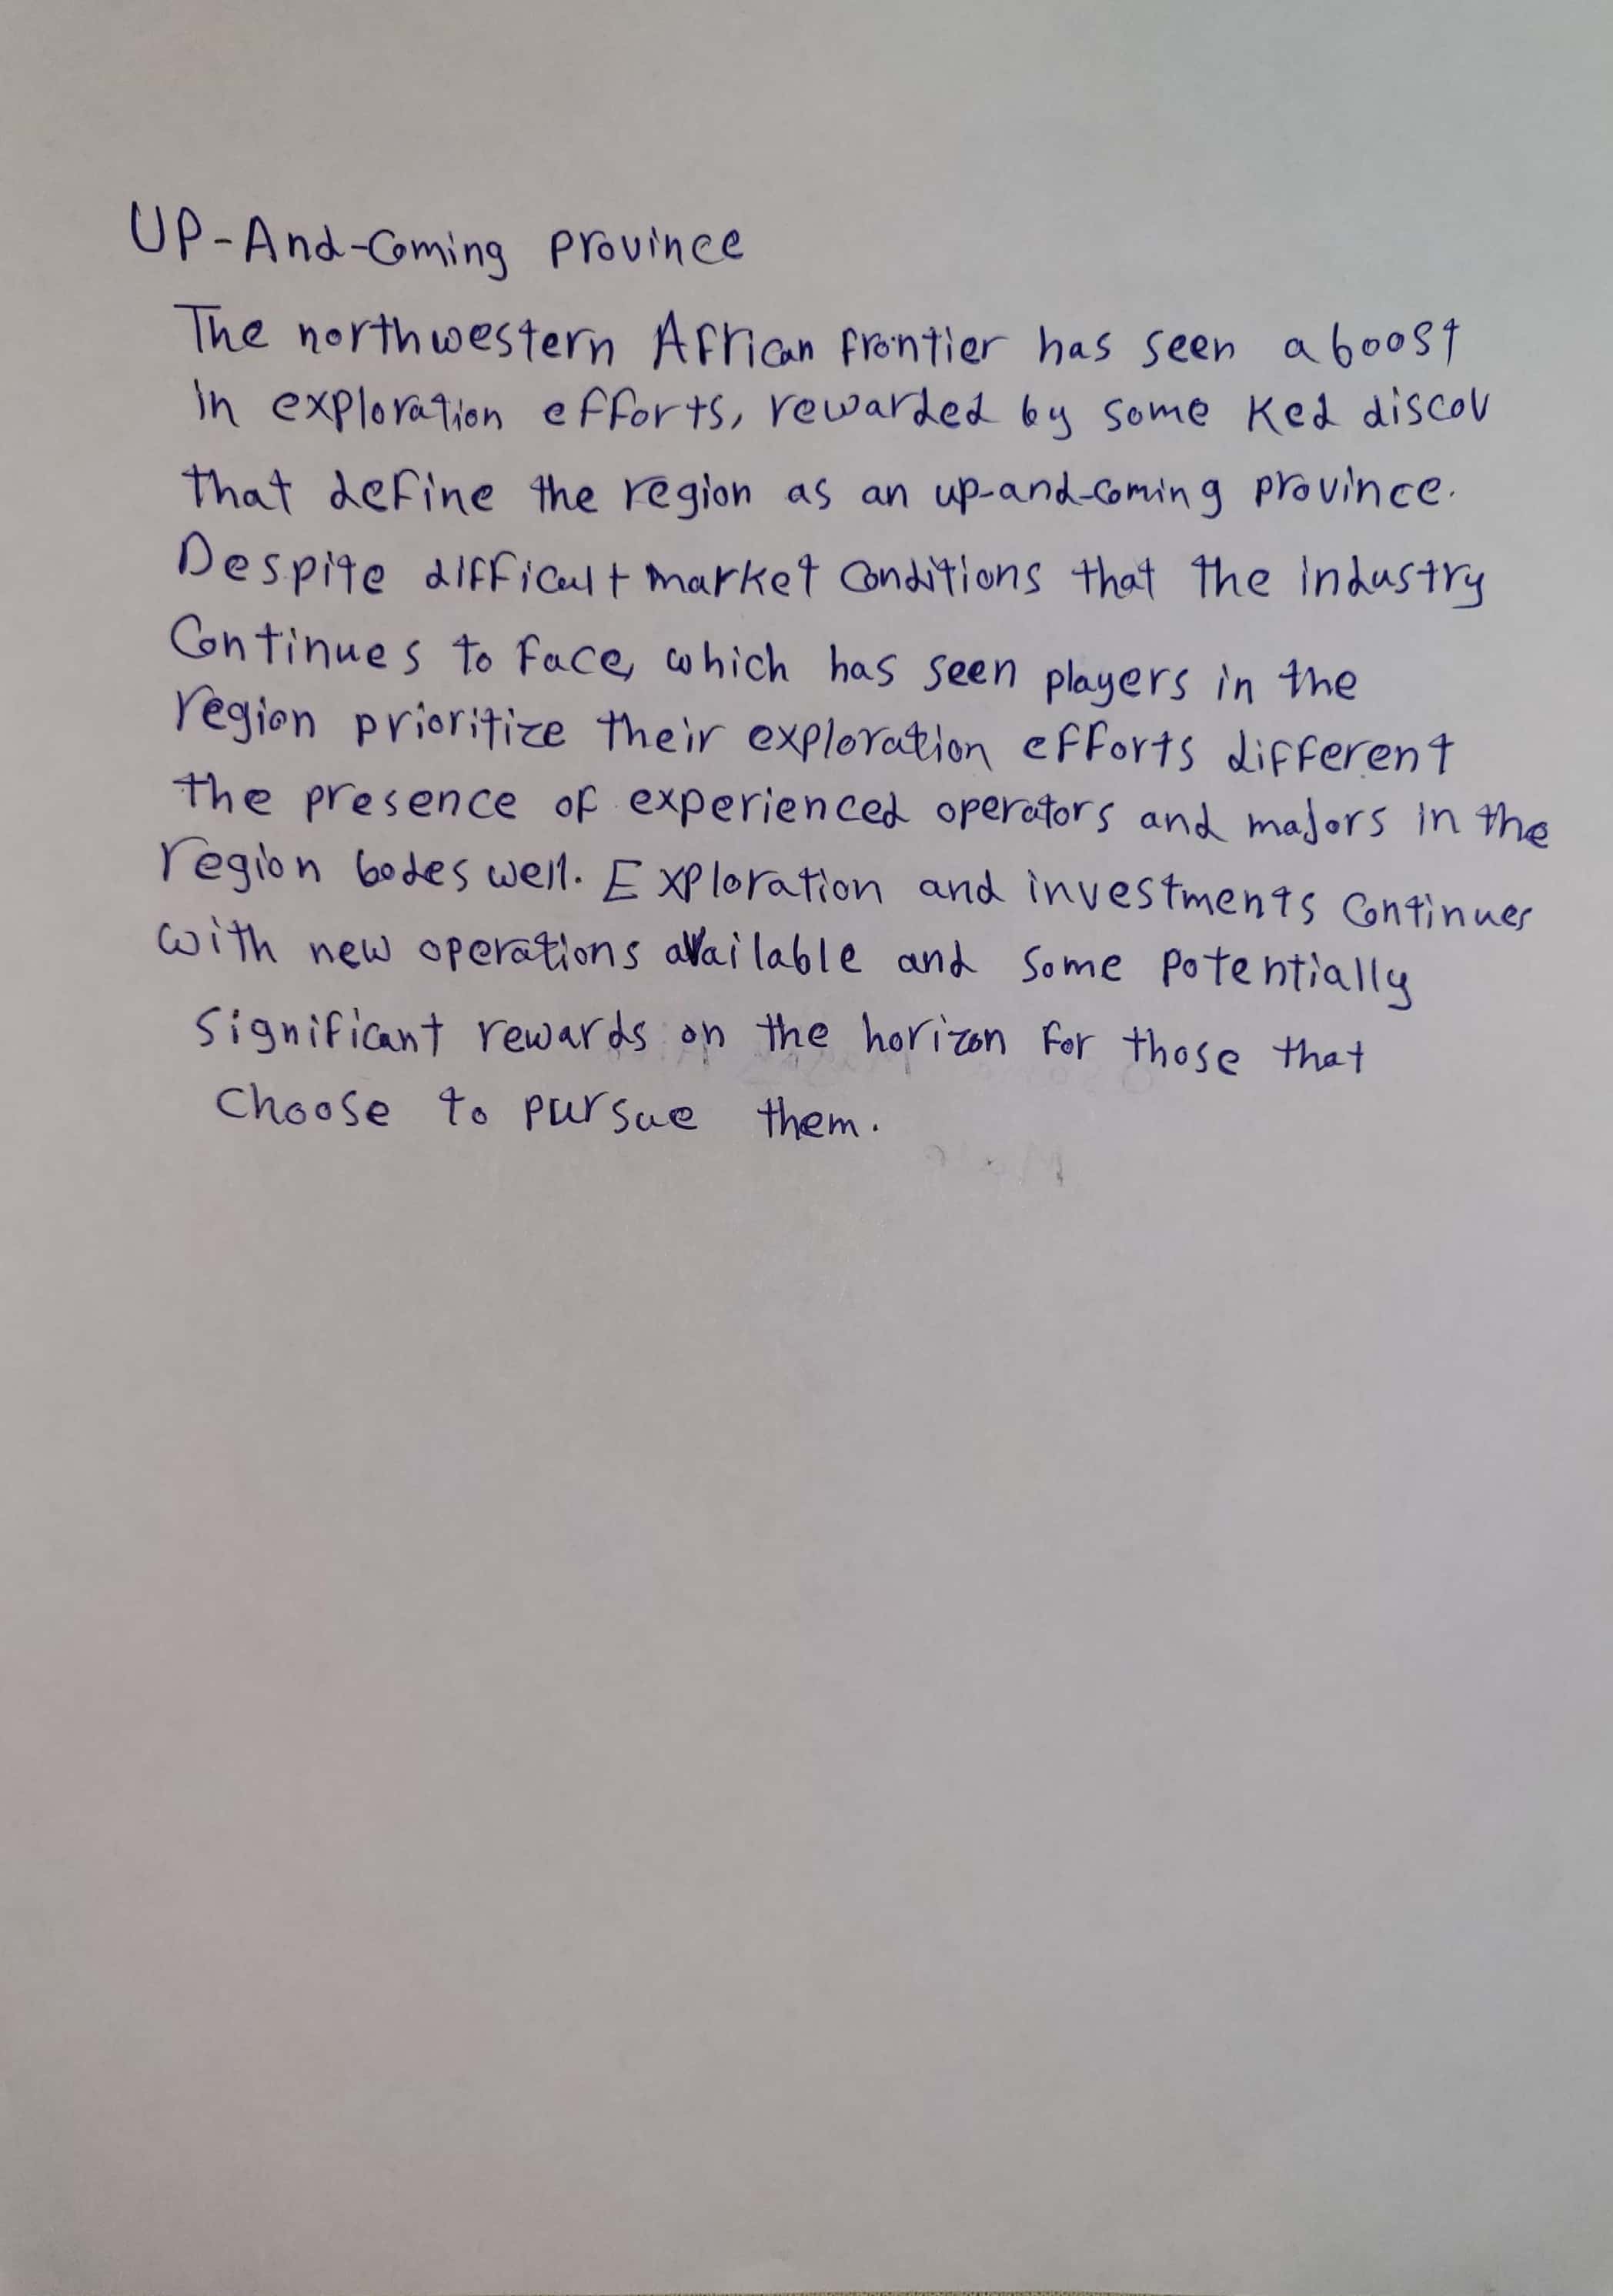 UP-And-Coming province
The northwestern African frontier has seen a boost
in exploration efforts, rewarded by some Ked discov
that define the region as an up-and-coming province.
Despite difficult market Conditions that the industry
Continues to face, which has seen players in the
region prioritize their exploration efforts different
the presence of experienced operators and majors in the
region bodes well. Exploration and investments Continues
with new operations available and some potentially
significant rewards on the horizon for those that
choose to pursue them.